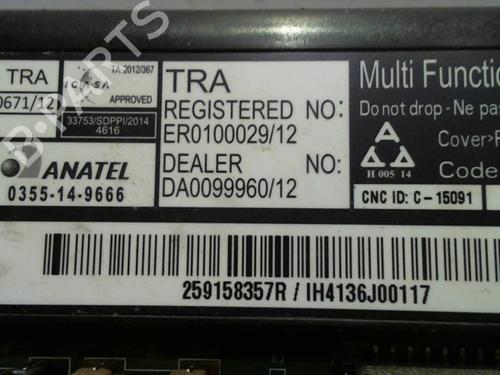 TRA
0671/12
TA 2012/367
ICASA
APPROVED
33753/SDPPI/2014
4616
ANATEL
0355-14-9666
TRA
REGISTERED NO:
ER0100029/12
DEALER NO:
DA0099960/12
Multi Function
Do not drop - Ne pa
Cover>P
Code
H 005 14
CNC ID: C-15091
259158357R / IH4136J00117
B-PARTS